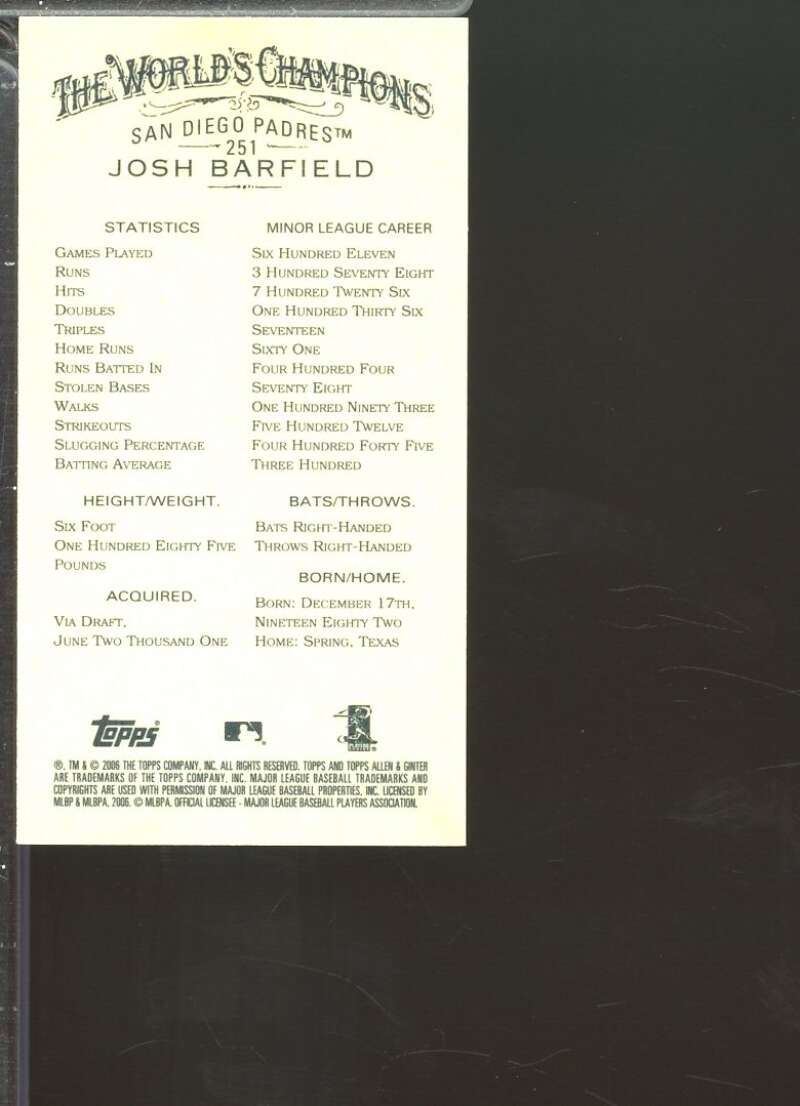 THE WORLD'S CHAMPIONS
SAN DIEGO PADRES™
251
JOSH BARFIELD
STATISTICS MINOR LEAGUE CAREER
GAMES PLAYED SIX HUNDRED ELEVEN
RUNS 3 HUNDRED SEVENTY EIGHT
HITS 7 HUNDRED TWENTY SIX
DOUBLES ONE HUNDRED THIRTY SIX
TRIPLES SEVENTEEN
HOME RUNS SIXTY ONE
RUNS BATTED IN FOUR HUNDRED FOUR
STOLEN BASES SEVENTY EIGHT
WALKS ONE HUNDRED NINETY THREE
STRIKEOUTS FIVE HUNDRED TWELVE
SLUGGING PERCENTAGE FOUR HUNDRED FORTY FIVE
BATTING AVERAGE THREE HUNDRED
HEIGHT/WEIGHT.
SIX FOOT
ONE HUNDRED EIGHTY FIVE
POUNDS
ACQUIRED.
VIA DRAFT,
JUNE TWO THOUSAND ONE
BATS/THROWS.
BATS RIGHT-HANDED
THROWS RIGHT-HANDED
BORN/HOME.
BORN: DECEMBER 17TH,
NINETEEN EIGHTY TWO
HOME: SPRING, TEXAS
Topps
®, TM & © 2006 THE TOPPS COMPANY, INC. ALL RIGHTS RESERVED. TOPPS AND TOPPS ALLEN & GINTER
ARE TRADEMARKS OF THE TOPPS COMPANY, INC. MAJOR LEAGUE BASEBALL TRADEMARKS AND
COPYRIGHTS ARE USED WITH PERMISSION OF MAJOR LEAGUE BASEBALL PROPERTIES, INC. LICENSED BY
MLBP & MLBPA, 2006. © MLBPA. OFFICIAL LICENSEE - MAJOR LEAGUE BASEBALL PLAYERS ASSOCIATION.